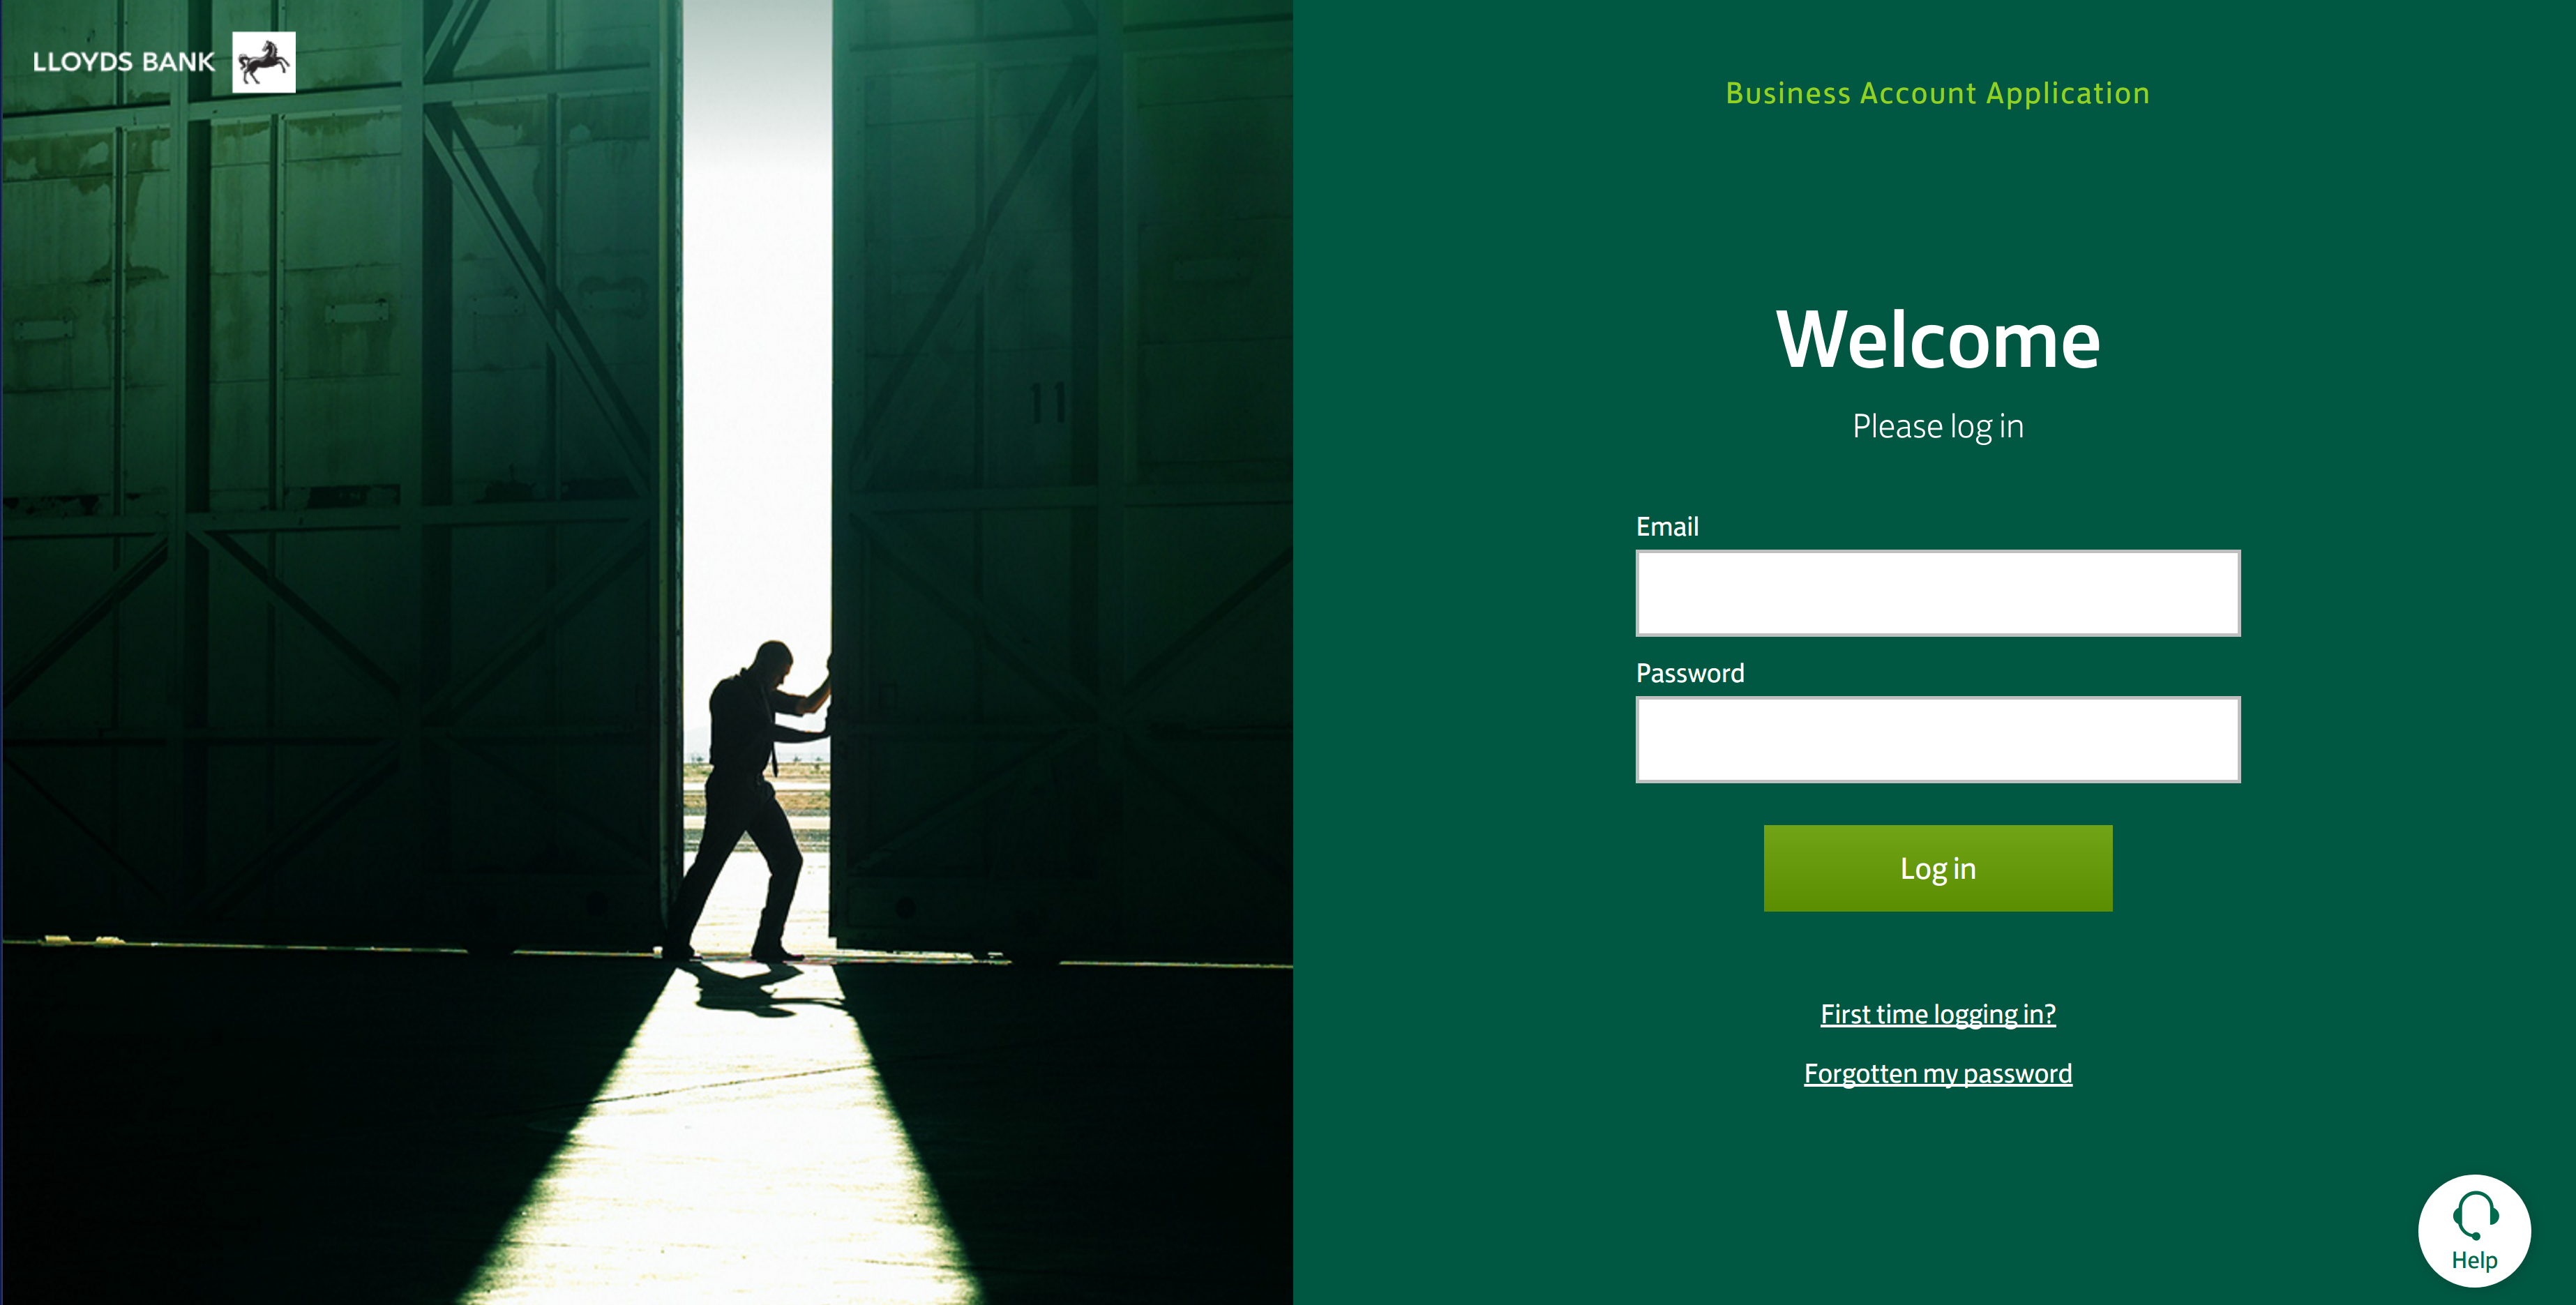 LLOYDS BANK
Business Account Application
11
Welcome
Please log in
Email
Password
Log in
First time logging in?
Forgotten my password
Help